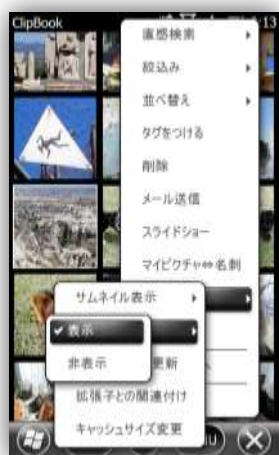 ClipBook
:13
直感検索
絞込み
並べ替え
タグをつける
削除
メール送信
スライドショー
マイピクチャ⇔名刺
サムネイル表示
表示
非表示
更新
拡張子との関連付け
キャッシュサイズ変更